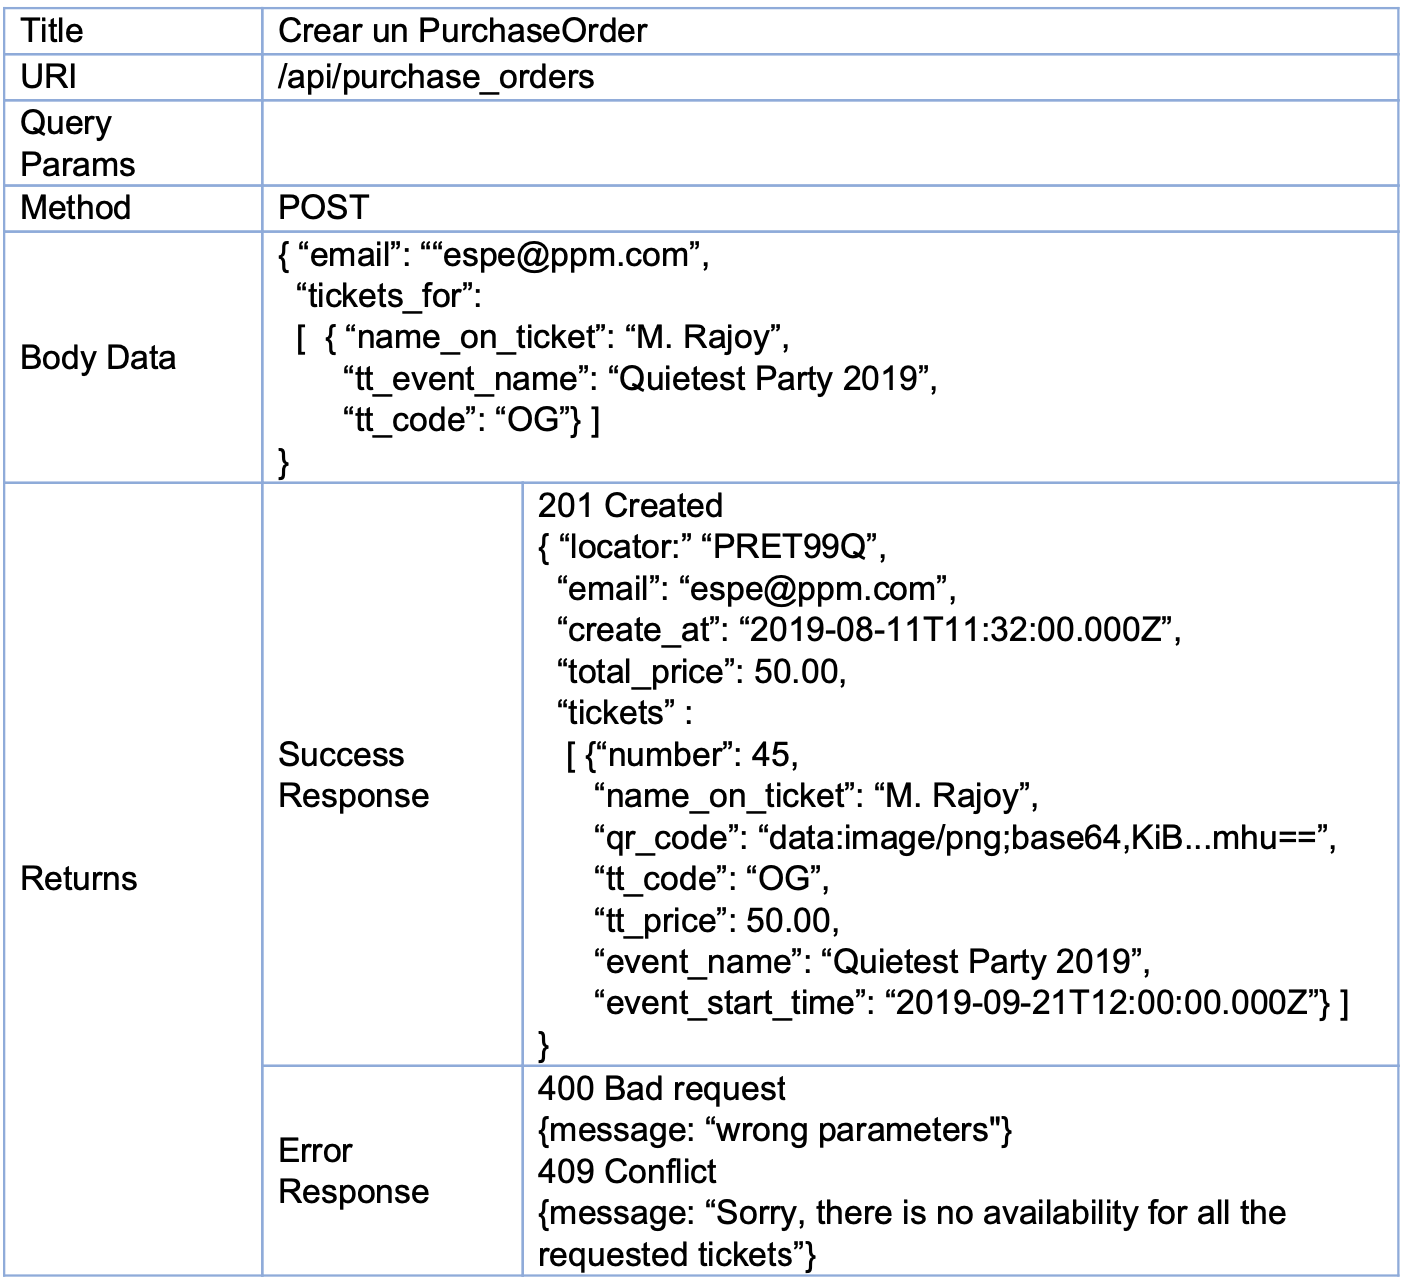 Title
Crear un PurchaseOrder
URI
/api/purchase_orders
Query
Params
Method
POST
Body Data
{ “email”: ““espe@ppm.com”,
“tickets_for”:
[ { “name_on_ticket”: “M. Rajoy”,
“tt_event_name”: “Quietest Party 2019”,
“tt_code”: “OG”} ]
}
Returns
Success
Response
201 Created
{ “locator:” “PRET99Q”,
“email”: “espe@ppm.com”,
“create_at”: “2019-08-11T11:32:00.000Z”,
“total_price”: 50.00,
“tickets” :
[ {“number”: 45,
“name_on_ticket”: “M. Rajoy”,
“qr_code”: “data:image/png;base64,KiB...mhu==”,
“tt_code”: “OG”,
“tt_price”: 50.00,
“event_name”: “Quietest Party 2019”,
“event_start_time”: “2019-09-21T12:00:00.000Z”} ]
}
Error
Response
400 Bad request
{message: “wrong parameters"}
409 Conflict
{message: “Sorry, there is no availability for all the
requested tickets”}